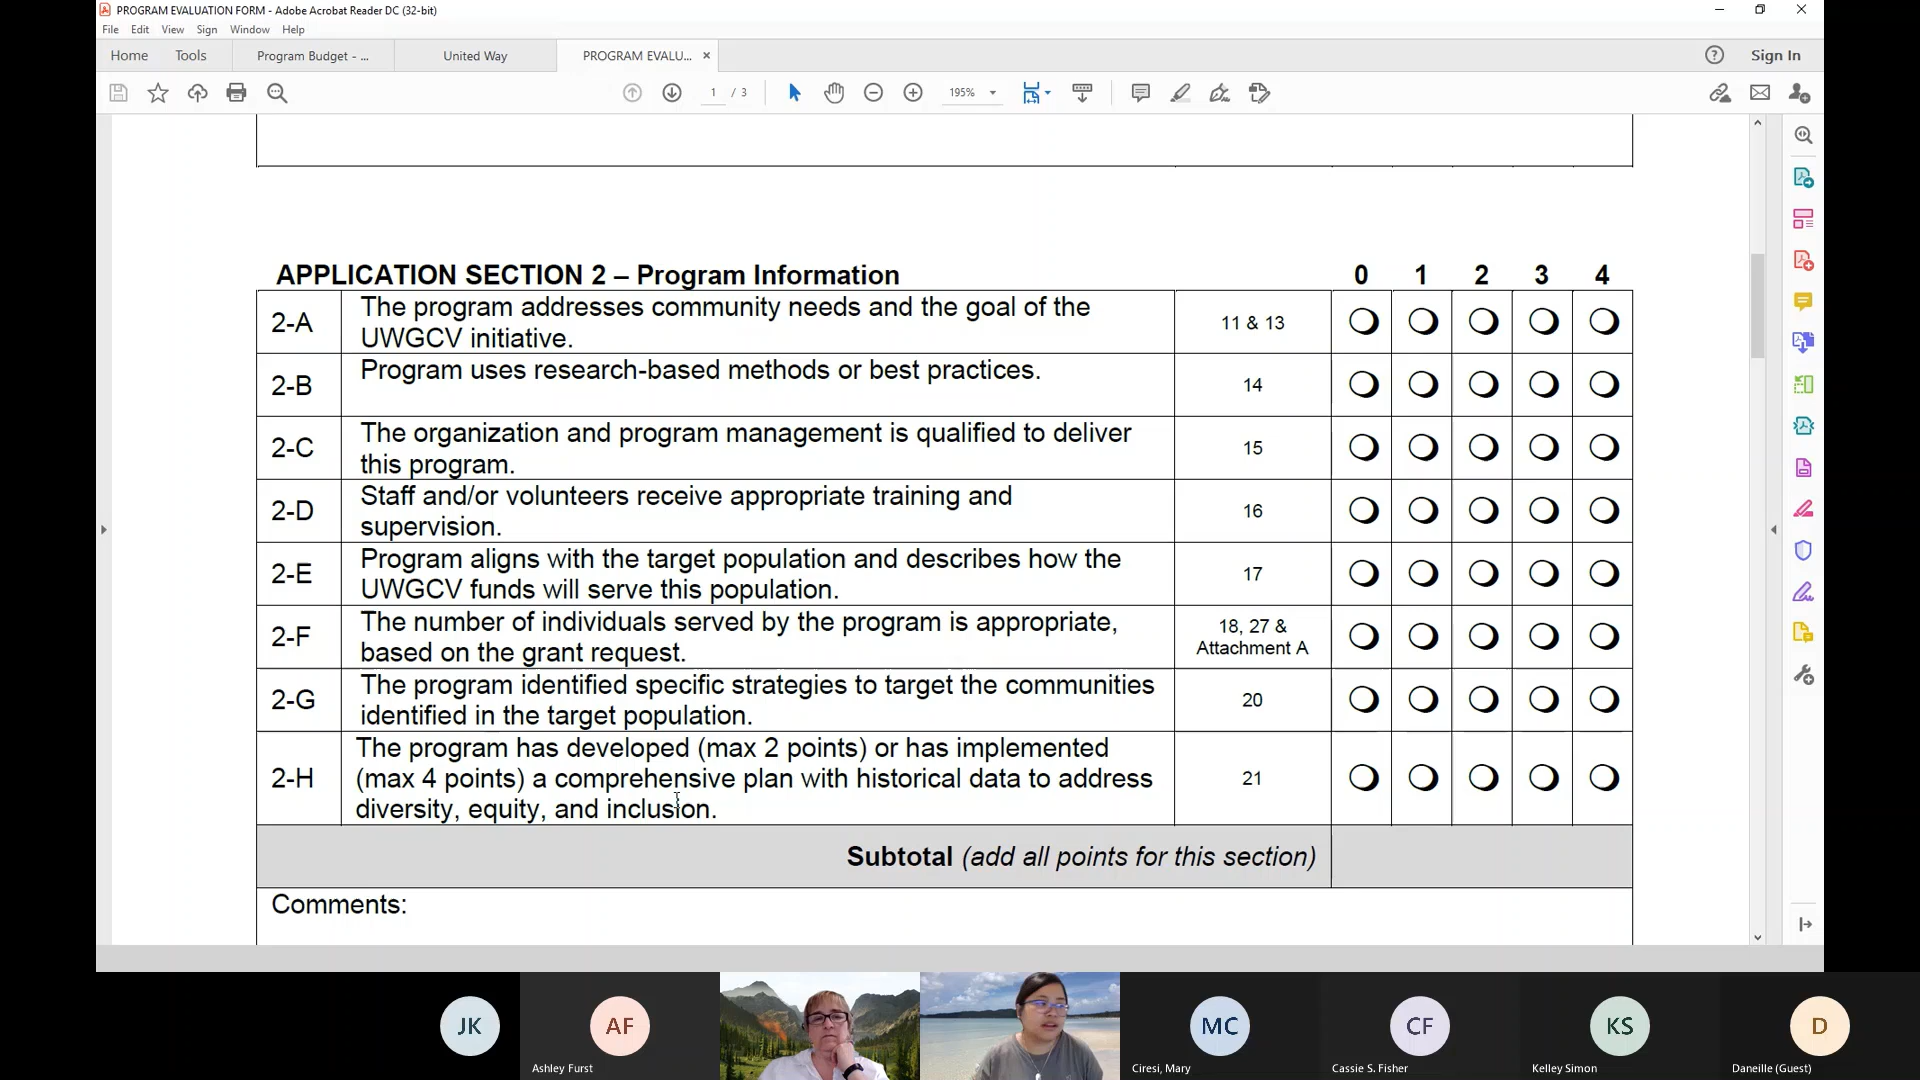 PROGRAM EVALUATION FORM - Adobe Acrobat Reader DC (32-bit)
File Edit View Sign Window Help
Home Tools Program Budget - ... United Way PROGRAM EVALU... × Sign In
1 / 3 195%
APPLICATION SECTION 2 – Program Information 0 1 2 3 4
2-A The program addresses community needs and the goal of the
UWGCV initiative. 11 & 13
2-B Program uses research-based methods or best practices. 14
2-C The organization and program management is qualified to deliver
this program. 15
2-D Staff and/or volunteers receive appropriate training and
supervision. 16
2-E Program aligns with the target population and describes how the
UWGCV funds will serve this population. 17
2-F The number of individuals served by the program is appropriate,
based on the grant request. 18, 27 &
Attachment A
2-G The program identified specific strategies to target the communities
identified in the target population. 20
2-H The program has developed (max 2 points) or has implemented
(max 4 points) a comprehensive plan with historical data to address
diversity, equity, and inclusion. 21
Subtotal (add all points for this section)
Comments:
JK AF MC CF KS D
Ashley Furst Ciresi, Mary Cassie S. Fisher Kelley Simon Daneille (Guest)